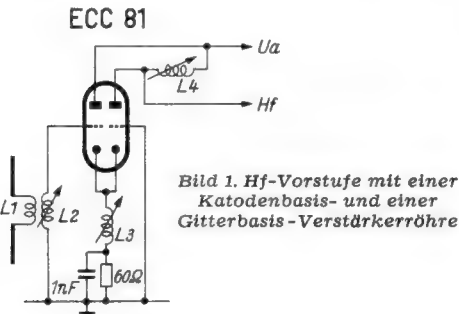 ECC 81
Ua
L4
Hf
L1
L2
L3
1nF
60Ω
Bild 1. Hf-Vorstufe mit einer
Katodenbasis- und einer
Gitterbasis-Verstärkerröhre